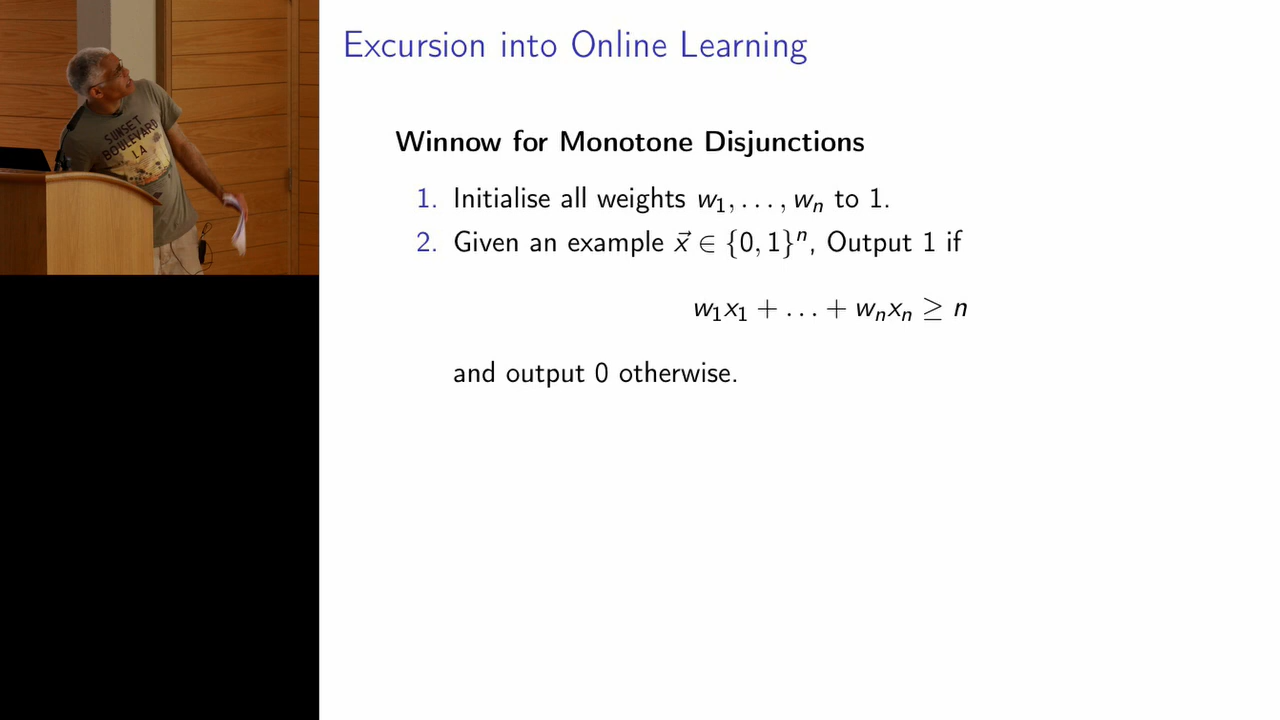 Excursion into Online Learning
Winnow for Monotone Disjunctions
1. Initialise all weights w₁, . . . , wₙ to 1.
2. Given an example x⃗ ∈ {0, 1}ⁿ, Output 1 if
w₁x₁ + . . . + wₙxₙ ≥ n
and output 0 otherwise.
SUNSET
BOULEVARD
LA